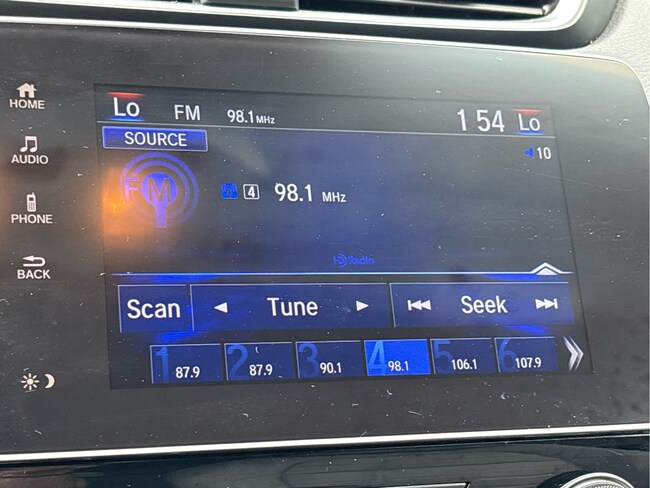 HOME
AUDIO
PHONE
BACK
Lo FM 98.1 MHz 1 54 Lo
SOURCE
10
FM
4 98.1 MHz
HD Radio
Scan Tune Seek
1 87.9 2 87.9 3 90.1 4 98.1 5 106.1 6 107.9